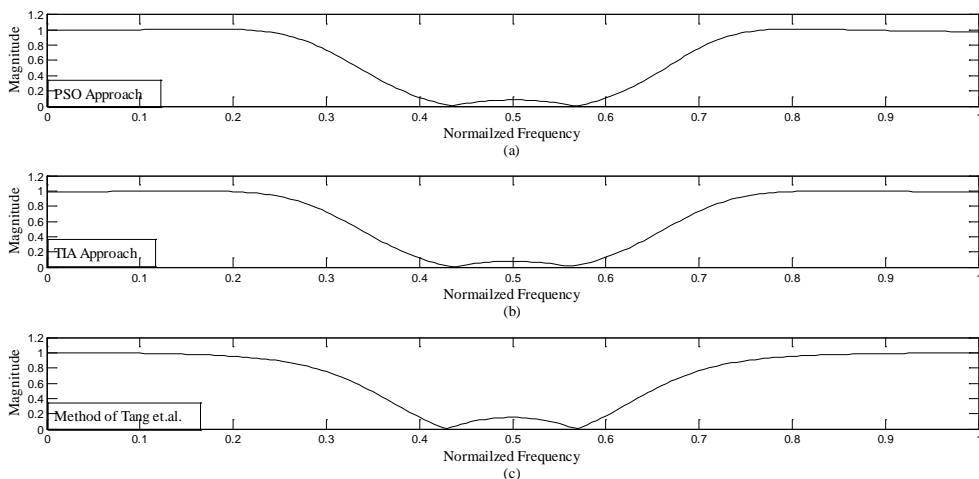 1.2
1
0.8
0.6
0.4
0.2
0
Magnitude
PSO Approach
0 0.1 0.2 0.3 0.4 0.5 0.6 0.7 0.8 0.9 1
Normailzed Frequency
(a)
1.2
1
0.8
0.6
0.4
0.2
0
Magnitude
TIA Approach
0 0.1 0.2 0.3 0.4 0.5 0.6 0.7 0.8 0.9 1
Normailzed Frequency
(b)
1.2
1
0.8
0.6
0.4
0.2
0
Magnitude
Method of Tang et.al.
0 0.1 0.2 0.3 0.4 0.5 0.6 0.7 0.8 0.9 1
Normailzed Frequency
(c)